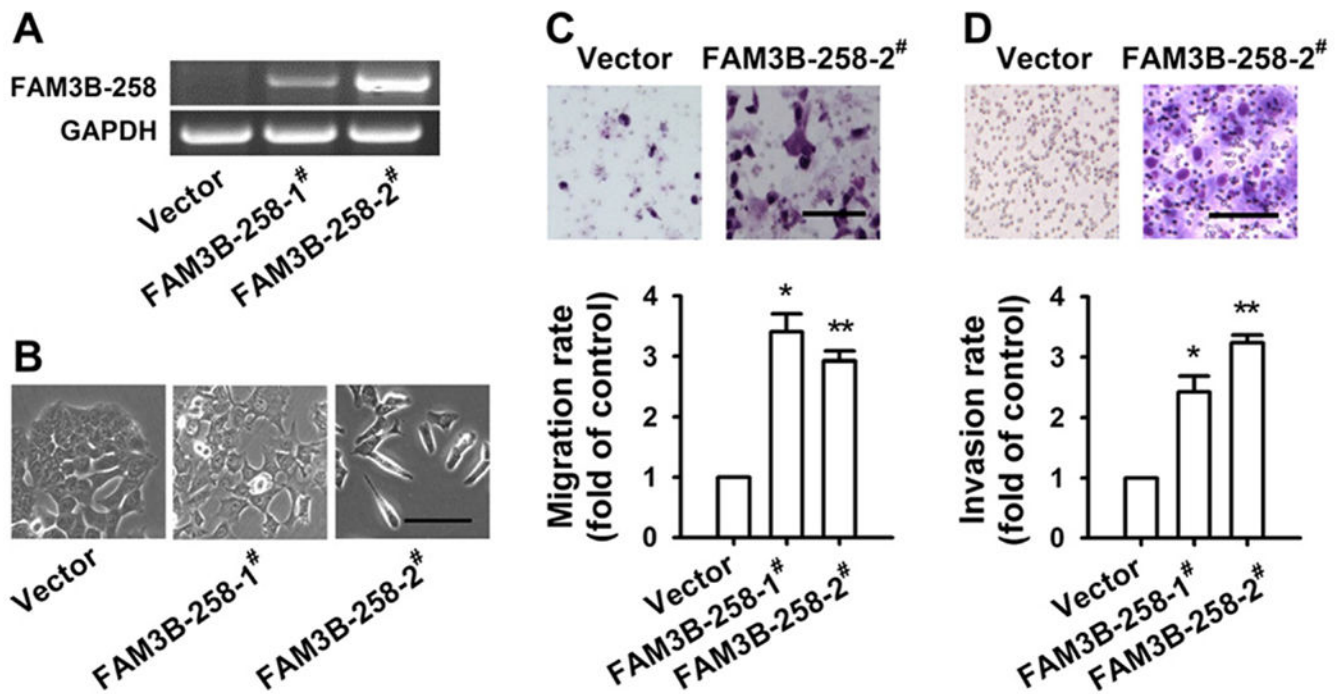 A
FAM3B-258
GAPDH
Vector
FAM3B-258-1#
FAM3B-258-2#
B
Vector
FAM3B-258-1#
FAM3B-258-2#
C
Vector FAM3B-258-2#
Migration rate
(fold of control)
4
3
2
1
0
*
**
Vector
FAM3B-258-1#
FAM3B-258-2#
D
Vector FAM3B-258-2#
Invasion rate
(fold of control)
4
3
2
1
0
*
**
Vector
FAM3B-258-1#
FAM3B-258-2#